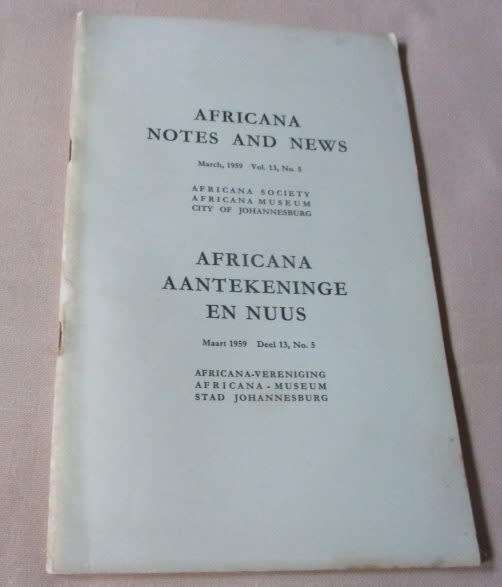 AFRICANA
NOTES AND NEWS
March, 1959 Vol. 13, No. 5
AFRICANA SOCIETY
AFRICANA MUSEUM
CITY OF JOHANNESBURG
AFRICANA
AANTEKENINGE
EN NUUS
Maart 1959 Deel 13, No. 5
AFRICANA-VERENIGING
AFRICANA - MUSEUM
STAD JOHANNESBURG